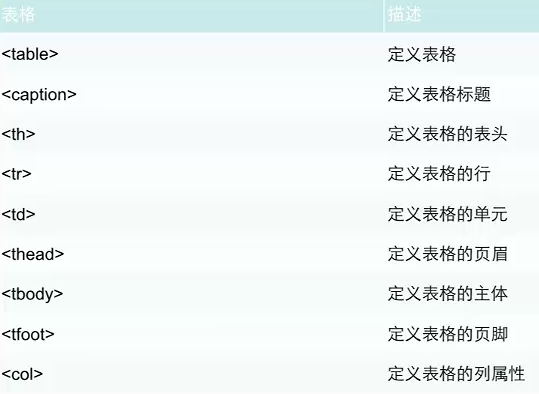 表格 描述
<table> 定义表格
<caption> 定义表格标题
<th> 定义表格的表头
<tr> 定义表格的行
<td> 定义表格的单元
<thead> 定义表格的页眉
<tbody> 定义表格的主体
<tfoot> 定义表格的页脚
<col> 定义表格的列属性